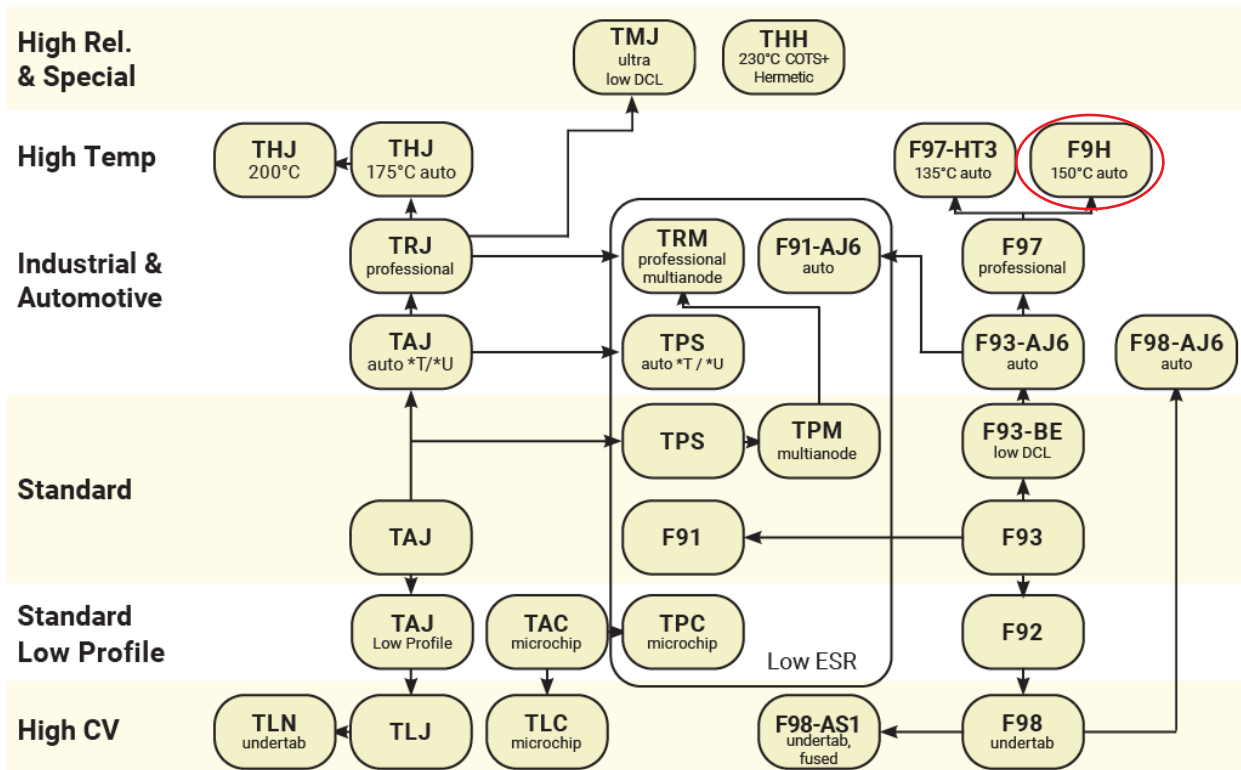 High Rel.
& Special
TMJ
ultra
low DCL
THH
230°C COTS+
Hermetic
High Temp
THJ
200°C
THJ
175°C auto
F97-HT3
135°C auto
F9H
150°C auto
Industrial &
Automotive
TRJ
professional
TRM
professional
multianode
F91-AJ6
auto
F97
professional
TAJ
auto *T/*U
TPS
auto *T / *U
F93-AJ6
auto
F98-AJ6
auto
Standard
TPS
TPM
multianode
F93-BE
low DCL
TAJ
F91
F93
Standard
Low Profile
TAJ
Low Profile
TAC
microchip
TPC
microchip
Low ESR
F92
High CV
TLN
undertab
TLJ
TLC
microchip
F98-AS1
undertab,
fused
F98
undertab